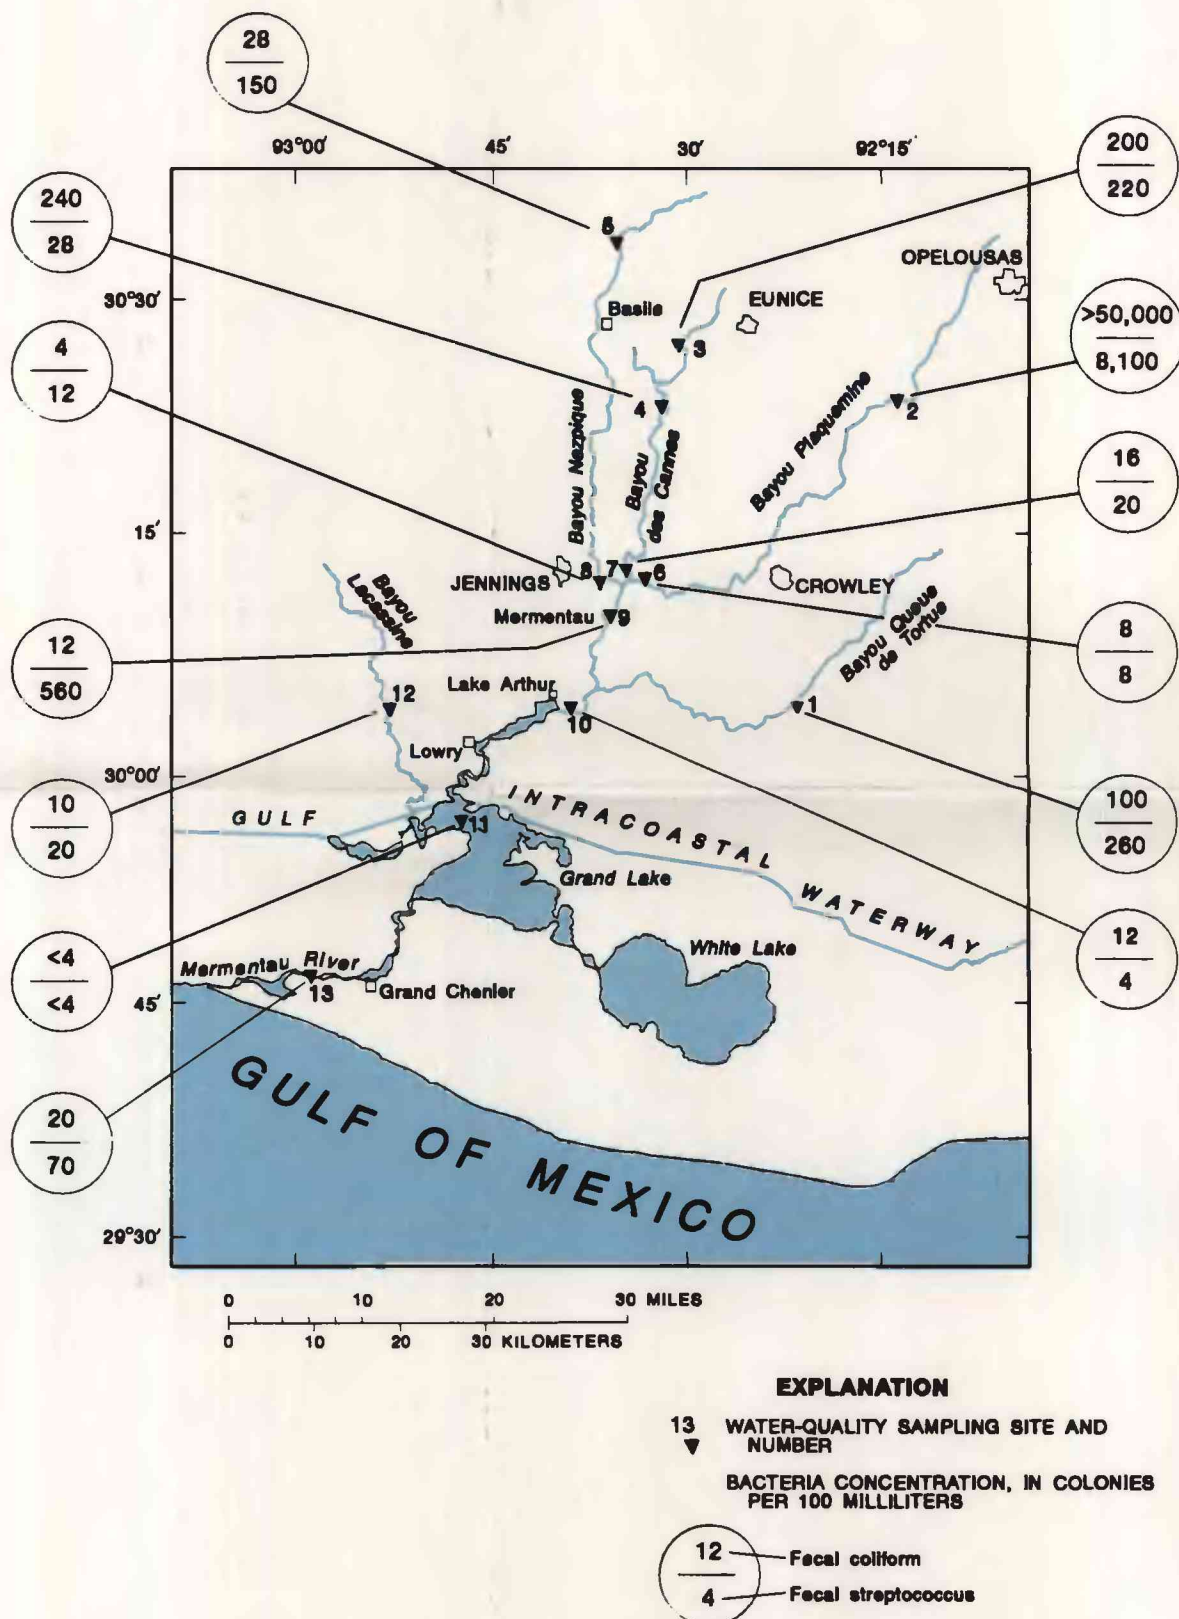 28
150
93°00′
45′
30′
92°15′
200
220
240
28
5
OPELOUSAS
30°30′
Basile
EUNICE
>50,000
8,100
3
4
12
4
2
Bayou Nezpique
Bayou
des Cannes
Bayou Plaquemine
16
20
15′
JENNINGS
8
7
6
CROWLEY
Bayou
Lacassine
Mermentau
9
Bayou Queue
de Tortue
8
8
12
560
12
Lake Arthur
10
1
Lowry
30°00′
10
20
GULF INTRACOASTAL WATERWAY
11
100
260
Grand Lake
<4
<4
White Lake
12
4
Mermentau River
13
Grand Chenier
45′
GULF OF MEXICO
20
70
29°30′
0 10 20 30 MILES
0 10 20 30 KILOMETERS
EXPLANATION
13 WATER-QUALITY SAMPLING SITE AND
NUMBER
BACTERIA CONCENTRATION, IN COLONIES
PER 100 MILLILITERS
12 Fecal coliform
4 Fecal streptococcus